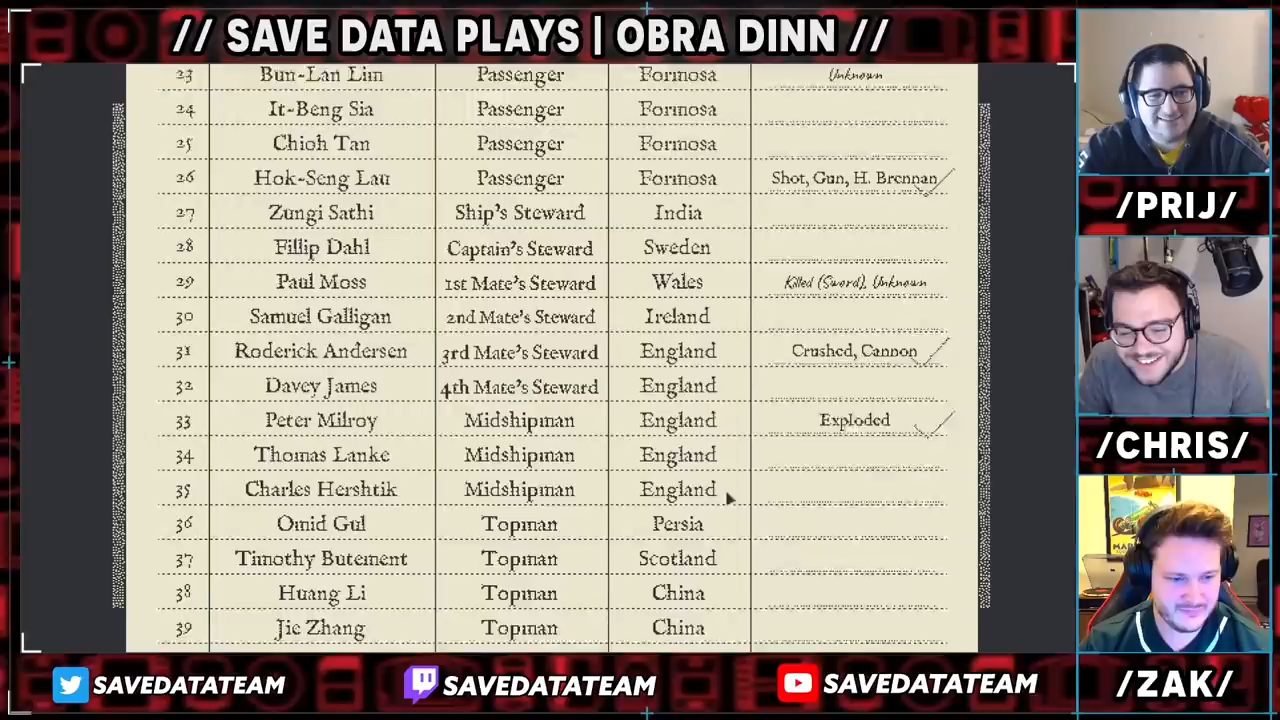 // SAVE DATA PLAYS | OBRA DINN //
23 Bun-Lan Lim Passenger Formosa Unknown
24 It-Beng Sia Passenger Formosa
25 Chioh Tan Passenger Formosa
26 Hok-Seng Lau Passenger Formosa Shot, Gun, H. Brennan
27 Zungi Sathi Ship's Steward India
28 Fillip Dahl Captain's Steward Sweden
29 Paul Moss 1st Mate's Steward Wales Killed (Sword), Unknown
30 Samuel Galligan 2nd Mate's Steward Ireland
31 Roderick Andersen 3rd Mate's Steward England Crushed, Cannon
32 Davey James 4th Mate's Steward England
33 Peter Milroy Midshipman England Exploded
34 Thomas Lanke Midshipman England
35 Charles Hershtik Midshipman England
36 Omid Gul Topman Persia
37 Timothy Butement Topman Scotland
38 Huang Li Topman China
39 Jie Zhang Topman China
/PRIJ/
/CHRIS/
/ZAK/
SAVEDATATEAM SAVEDATATEAM SAVEDATATEAM